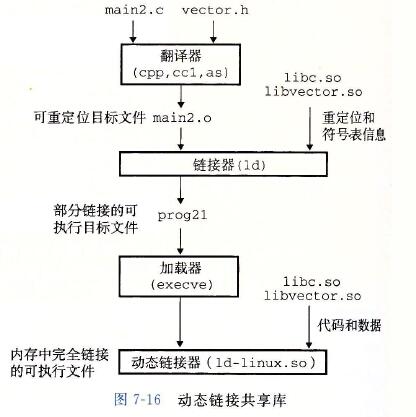 main2.c vector.h
翻译器
(cpp,cc1,as)
libc.so
libvector.so
可重定位目标文件 main2.o
重定位和
符号表信息
链接器(ld)
部分链接的可
执行目标文件
prog21
加载器
(execve)
libc.so
libvector.so
代码和数据
内存中完全链接
的可执行文件
动态链接器(ld-linux.so)
图 7-16 动态链接共享库